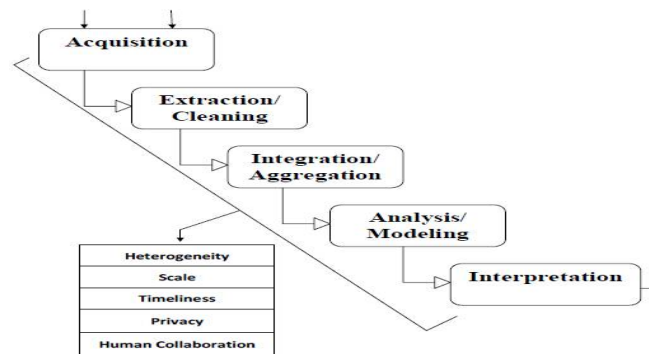 Acquisition
Extraction/
Cleaning
Integration/
Aggregation
Analysis/
Modeling
Interpretation
Heterogeneity
Scale
Timeliness
Privacy
Human Collaboration